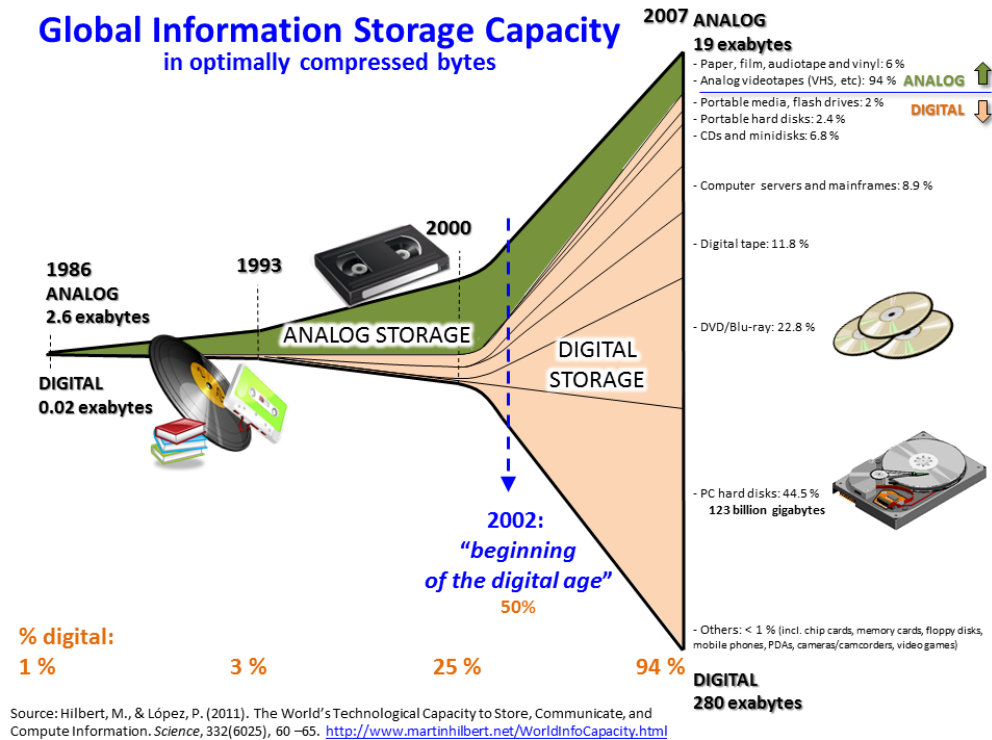 Global Information Storage Capacity
in optimally compressed bytes
2007 ANALOG
19 exabytes
- Paper, film, audiotape and vinyl: 6 %
- Analog videotapes (VHS, etc): 94 % ANALOG
- Portable media, flash drives: 2 %
DIGITAL
- Portable hard disks: 2.4 %
- CDs and minidisks: 6.8 %
- Computer servers and mainframes: 8.9 %
- Digital tape: 11.8 %
- DVD/Blu-ray: 22.8 %
- PC hard disks: 44.5 %
123 billion gigabytes
- Others: < 1 % (incl. chip cards, memory cards, floppy disks,
mobile phones, PDAs, cameras/camcorders, video games)
DIGITAL
280 exabytes
2000
1993
1986
ANALOG
2.6 exabytes
ANALOG STORAGE
DIGITAL
STORAGE
DIGITAL
0.02 exabytes
2002:
“beginning
of the digital age”
50%
% digital:
1 % 3 % 25 % 94 %
Source: Hilbert, M., & López, P. (2011). The World’s Technological Capacity to Store, Communicate, and
Compute Information. Science, 332(6025), 60 –65. http://www.martinhilbert.net/WorldInfoCapacity.html